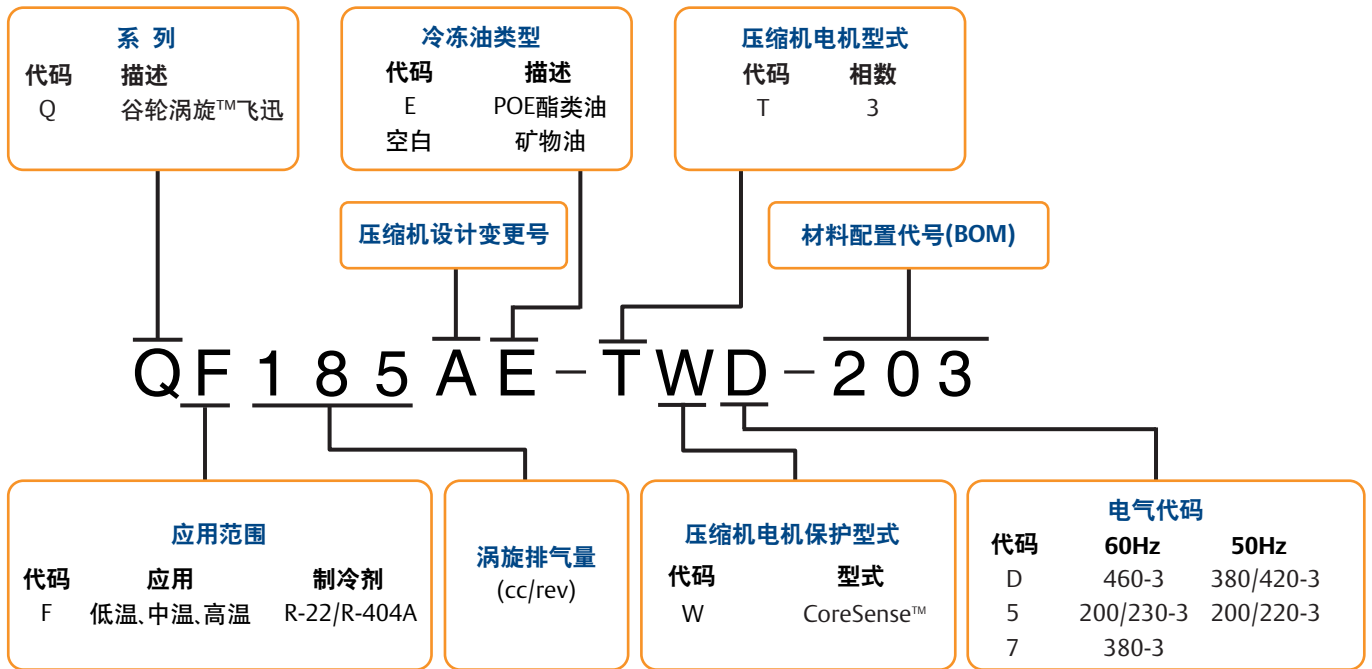 系 列
代码 描述
Q 谷轮涡旋™飞迅
冷冻油类型
代码 描述
E POE酯类油
空白 矿物油
压缩机电机型式
代码 相数
T 3
压缩机设计变更号
材料配置代号(BOM)
QF185AE-TWD-203
应用范围
代码 应用 制冷剂
F 低温、中温、高温 R-22/R-404A
涡旋排气量
(cc/rev)
压缩机电机保护型式
代码 型式
W CoreSense™
电气代码
代码 60Hz 50Hz
D 460-3 380/420-3
5 200/230-3 200/220-3
7 380-3